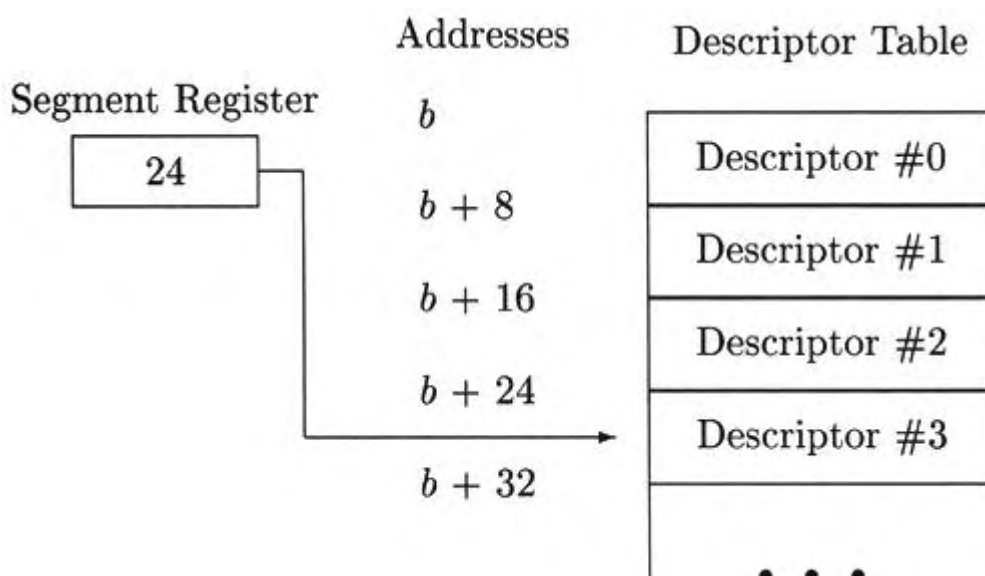 Addresses
Descriptor Table
Segment Register
24
b
b + 8
b + 16
b + 24
b + 32
Descriptor #0
Descriptor #1
Descriptor #2
Descriptor #3
• • •